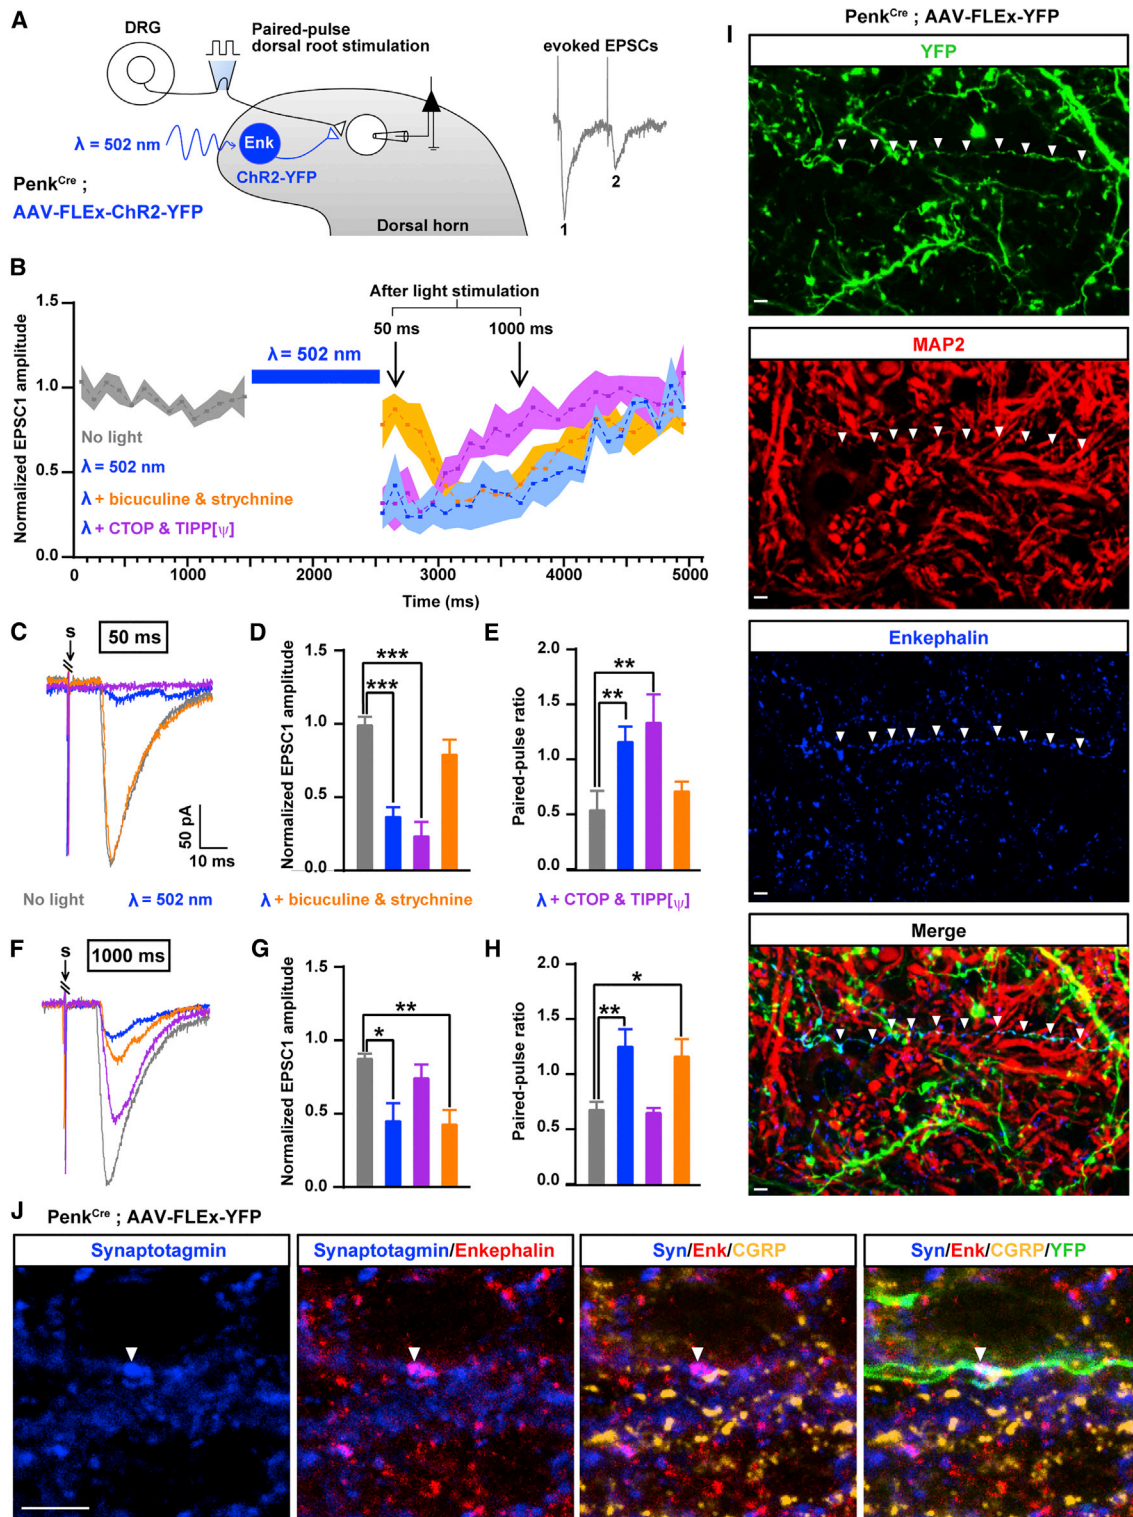 A
DRG
Paired-pulse
dorsal root stimulation
evoked EPSCs
λ = 502 nm
Enk
ChR2-YFP
Penk^Cre ;
AAV-FLEx-ChR2-YFP
Dorsal horn
1
2
B
Normalized EPSC1 amplitude
1.5
1.0
0.5
0.0
After light stimulation
50 ms
1000 ms
λ = 502 nm
No light
λ = 502 nm
λ + bicuculine & strychnine
λ + CTOP & TIPP[ψ]
0
1000
2000
3000
4000
5000
Time (ms)
C
s
50 ms
50 pA
10 ms
D
Normalized EPSC1 amplitude
1.5
1.0
0.5
0.0
***
***
E
Paired-pulse ratio
2.0
1.5
1.0
0.5
0.0
**
**
No light
λ = 502 nm
λ + bicuculine & strychnine
λ + CTOP & TIPP[ψ]
F
s
1000 ms
G
Normalized EPSC1 amplitude
1.5
1.0
0.5
0.0
**
*
H
Paired-pulse ratio
2.0
1.5
1.0
0.5
0.0
*
**
I
Penk^Cre ; AAV-FLEx-YFP
YFP
MAP2
Enkephalin
Merge
J
Penk^Cre ; AAV-FLEx-YFP
Synaptotagmin
Synaptotagmin/Enkephalin
Syn/Enk/CGRP
Syn/Enk/CGRP/YFP